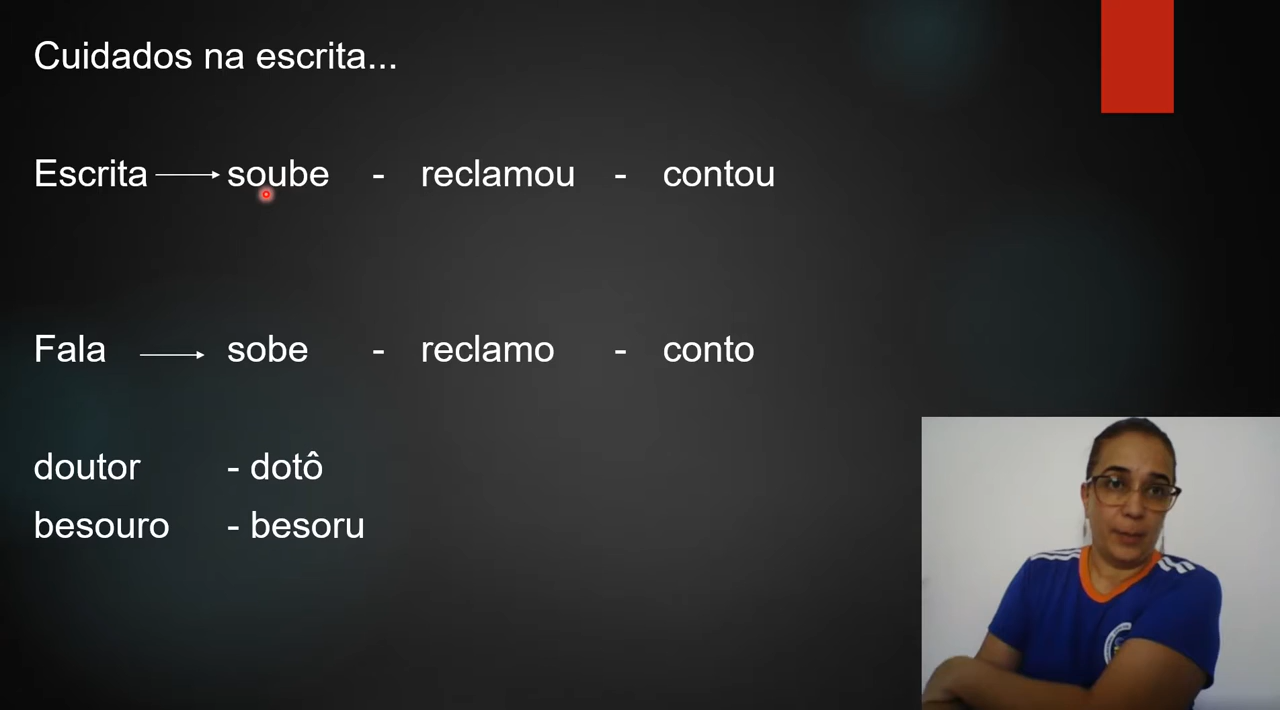 Cuidados na escrita...
Escrita soube - reclamou - contou
Fala sobe - reclamo - conto
doutor - dotô
besouro - besoru